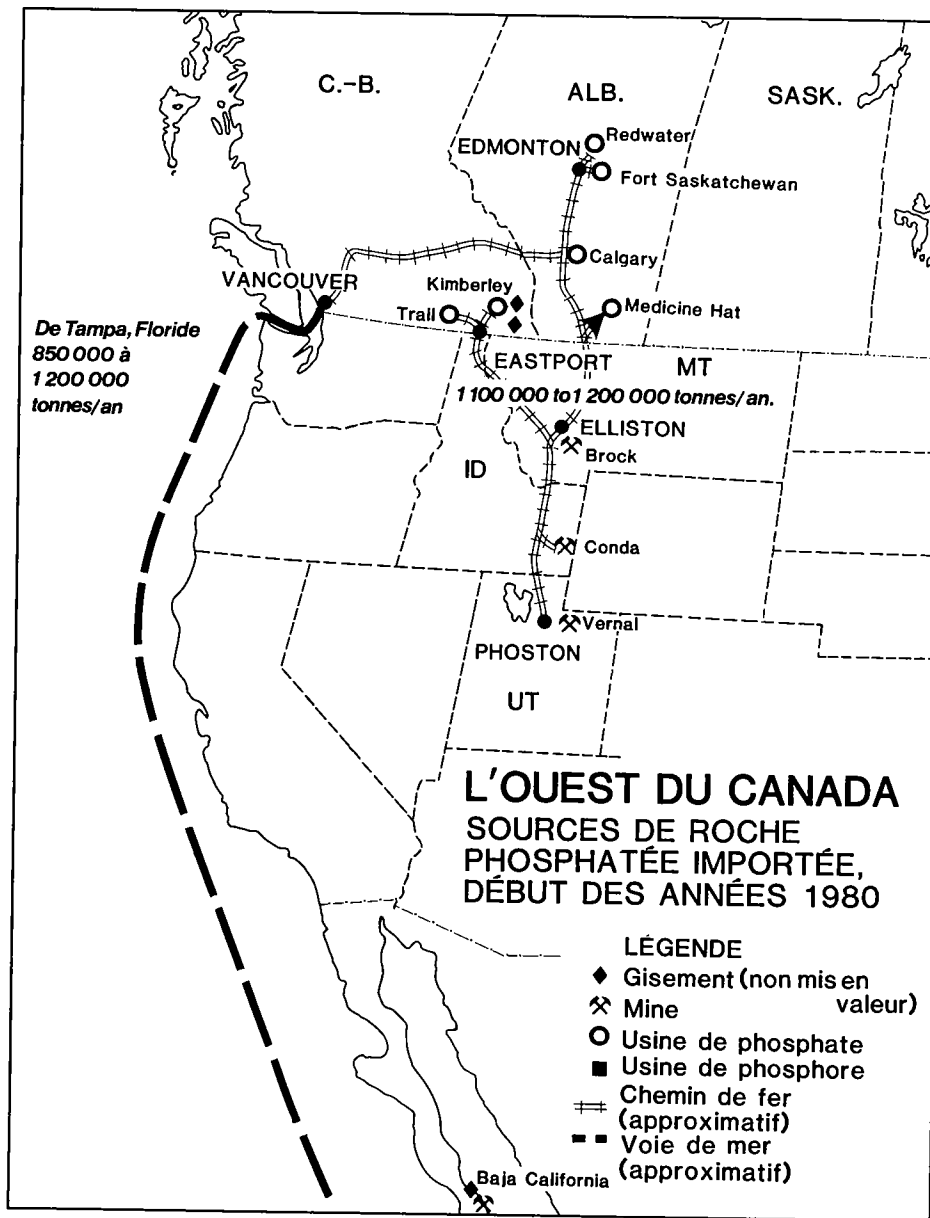 C.-B.
ALB.
SASK.
Redwater
EDMONTON
Fort Saskatchewan
Calgary
VANCOUVER
Kimberley
Trail
Medicine Hat
De Tampa, Floride
850 000 à
1 200 000
tonnes/an
EASTPORT
MT
1 100 000 to 1 200 000 tonnes/an.
ELLISTON
Brock
ID
Conda
Vernal
PHOSTON
UT
L'OUEST DU CANADA
SOURCES DE ROCHE
PHOSPHATÉE IMPORTÉE,
DÉBUT DES ANNÉES 1980
LÉGENDE
Gisement (non mis en
valeur)
Mine
Usine de phosphate
Usine de phosphore
Chemin de fer
(approximatif)
Voie de mer
(approximatif)
Baja California